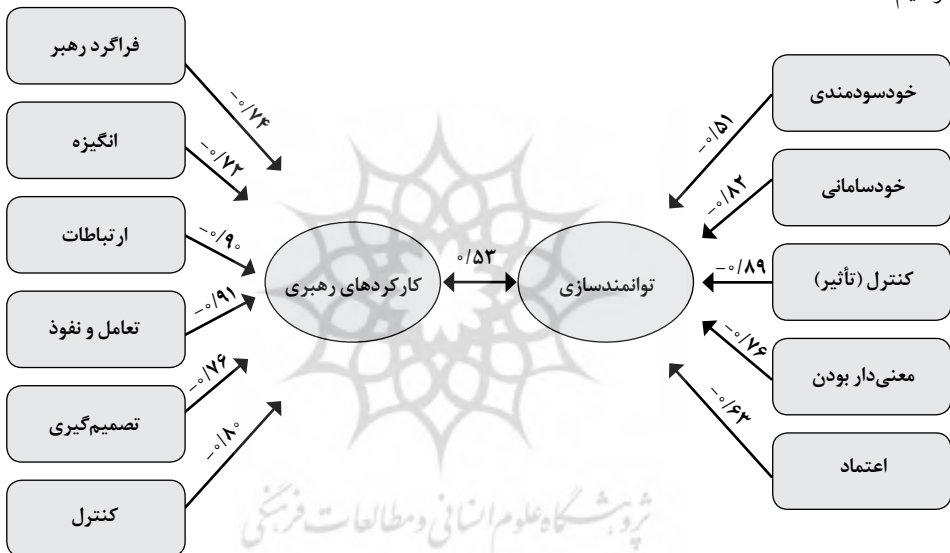 فراگرد رهبر
-۰/۷۴
انگیزه
-۰/۷۲
ارتباطات
-۰/۹۰
تعامل و نفوذ
-۰/۹۱
تصمیم‌گیری
-۰/۷۶
کنترل
-۰/۸۰
کارکردهای رهبری
۰/۵۳
توانمندسازی
خودسودمندی
-۰/۵۱
خودسامانی
-۰/۸۲
کنترل (تأثیر)
-۰/۸۹
معنی‌دار بودن
-۰/۷۶
اعتماد
-۰/۶۳
پژوهشگاه علوم انسانی و مطالعات فرهنگی